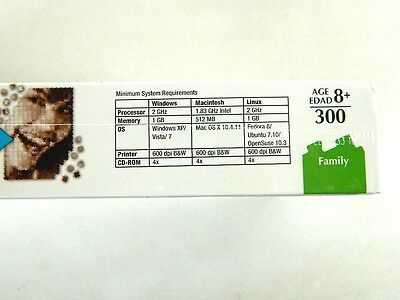 Minimum System Requirements
Windows Macintosh Linux
Processor 2 GHz 1.83 GHz Intel 2 GHz
Memory 1 GB 512 MB 1 GB
OS Windows XP/ Mac OS X 10.4.11 Fedora 8/
Vista/ 7 Ubuntu 7.10/
OpenSuse 10.3
Printer 600 dpi B&W 600 dpi B&W 600 dpi B&W
CD-ROM 4x 4x 4x
AGE
EDAD 8+
300
Family